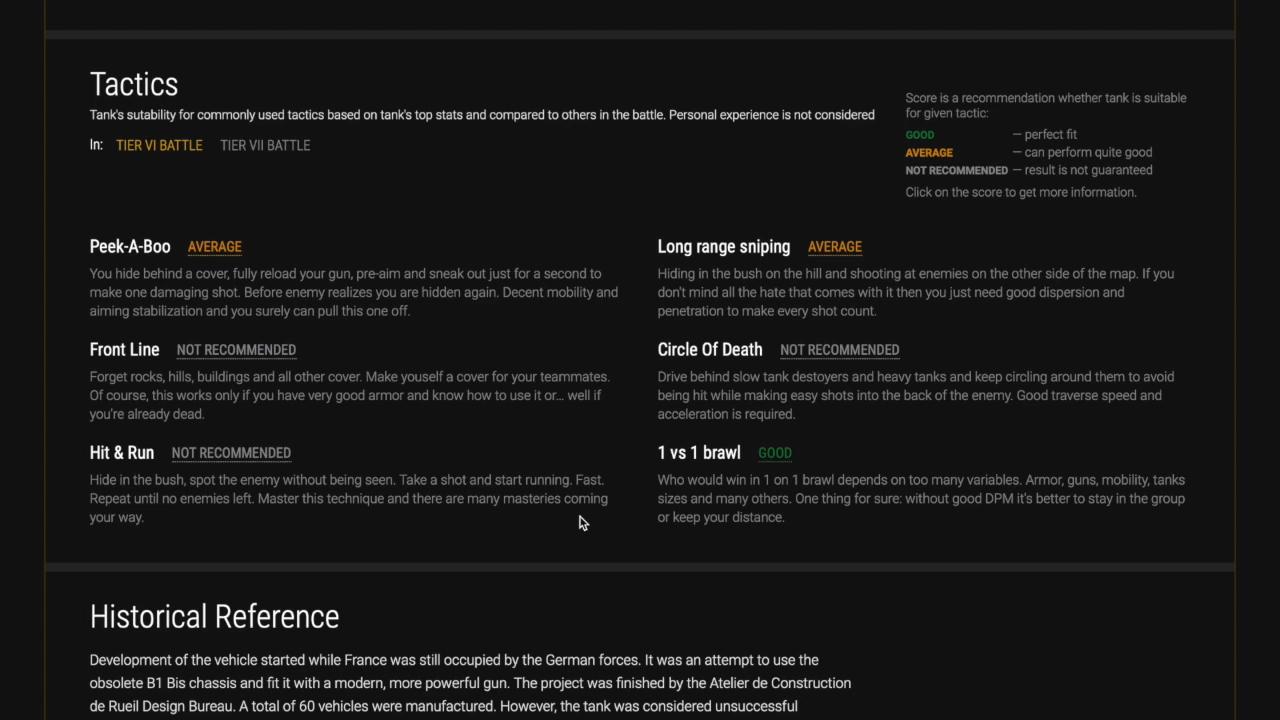 Tactics
Tank's sutability for commonly used tactics based on tank's top stats and compared to others in the battle. Personal experience is not considered
In: TIER VI BATTLE TIER VII BATTLE
Score is a recommendation whether tank is suitable
for given tactic:
GOOD — perfect fit
AVERAGE — can perform quite good
NOT RECOMMENDED — result is not guaranteed
Click on the score to get more information.
Peek-A-Boo AVERAGE
You hide behind a cover, fully reload your gun, pre-aim and sneak out just for a second to
make one damaging shot. Before enemy realizes you are hidden again. Decent mobility and
aiming stabilization and you surely can pull this one off.
Long range sniping AVERAGE
Hiding in the bush on the hill and shooting at enemies on the other side of the map. If you
don't mind all the hate that comes with it then you just need good dispersion and
penetration to make every shot count.
Front Line NOT RECOMMENDED
Forget rocks, hills, buildings and all other cover. Make youself a cover for your teammates.
Of course, this works only if you have very good armor and know how to use it or... well if
you're already dead.
Circle Of Death NOT RECOMMENDED
Drive behind slow tank destoyers and heavy tanks and keep circling around them to avoid
being hit while making easy shots into the back of the enemy. Good traverse speed and
acceleration is required.
Hit & Run NOT RECOMMENDED
Hide in the bush, spot the enemy without being seen. Take a shot and start running. Fast.
Repeat until no enemies left. Master this technique and there are many masteries coming
your way.
1 vs 1 brawl GOOD
Who would win in 1 on 1 brawl depends on too many variables. Armor, guns, mobility, tanks
sizes and many others. One thing for sure: without good DPM it's better to stay in the group
or keep your distance.
Historical Reference
Development of the vehicle started while France was still occupied by the German forces. It was an attempt to use the
obsolete B1 Bis chassis and fit it with a modern, more powerful gun. The project was finished by the Atelier de Construction
de Rueil Design Bureau. A total of 60 vehicles were manufactured. However, the tank was considered unsuccessful